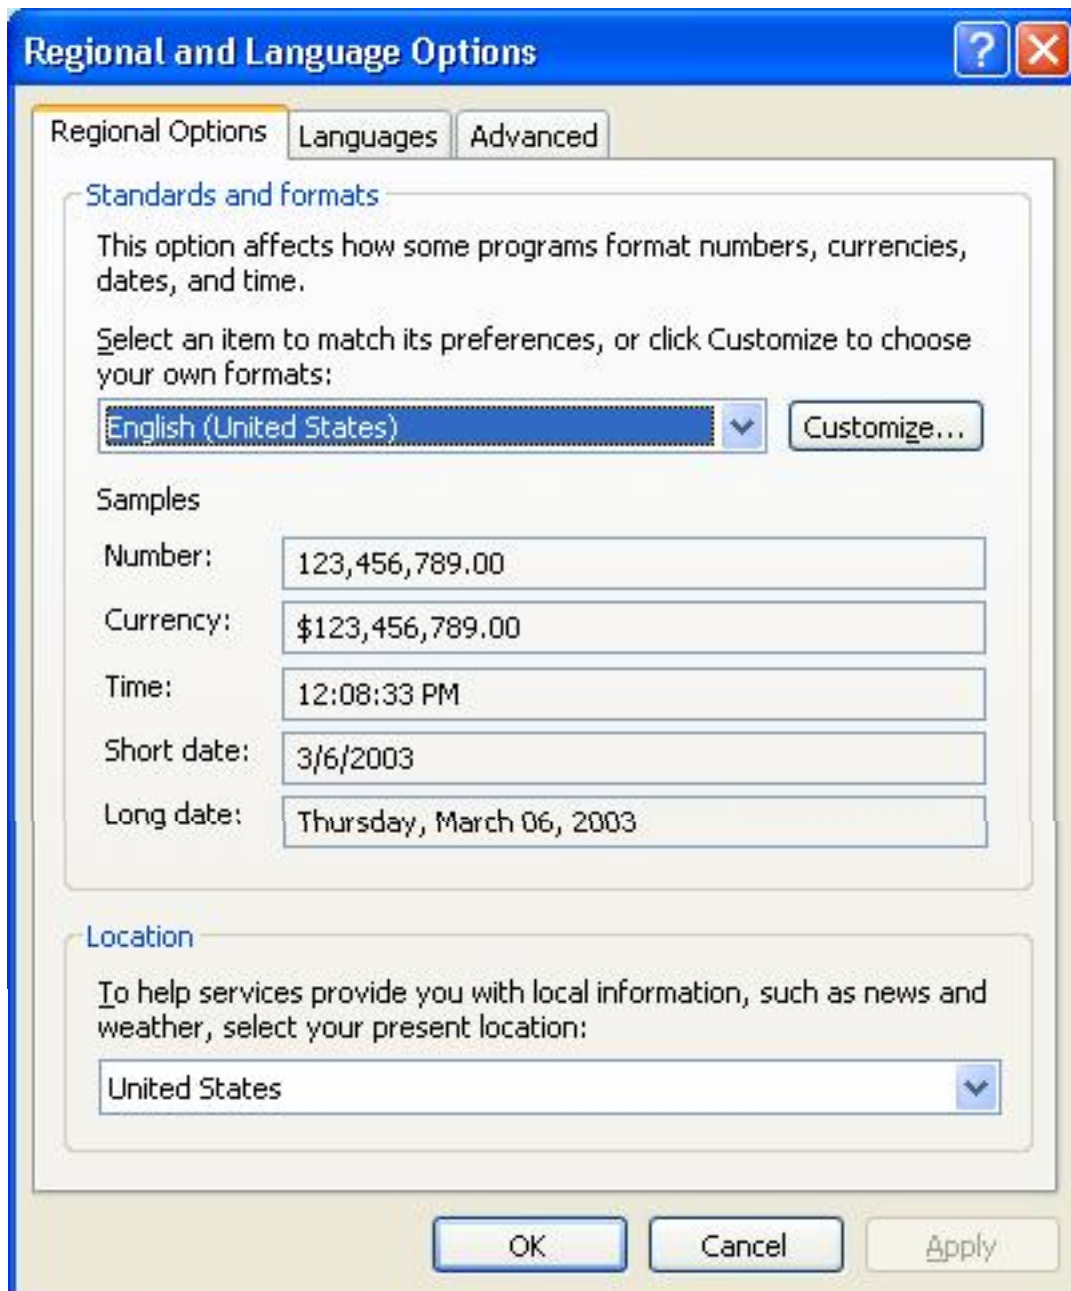 Regional and Language Options
Regional Options
Languages
Advanced
Standards and formats
This option affects how some programs format numbers, currencies,
dates, and time.
Select an item to match its preferences, or click Customize to choose
your own formats:
English (United States)
Customize...
Samples
Number:
123,456,789.00
Currency:
$123,456,789.00
Time:
12:08:33 PM
Short date:
3/6/2003
Long date:
Thursday, March 06, 2003
Location
To help services provide you with local information, such as news and
weather, select your present location:
United States
OK
Cancel
Apply